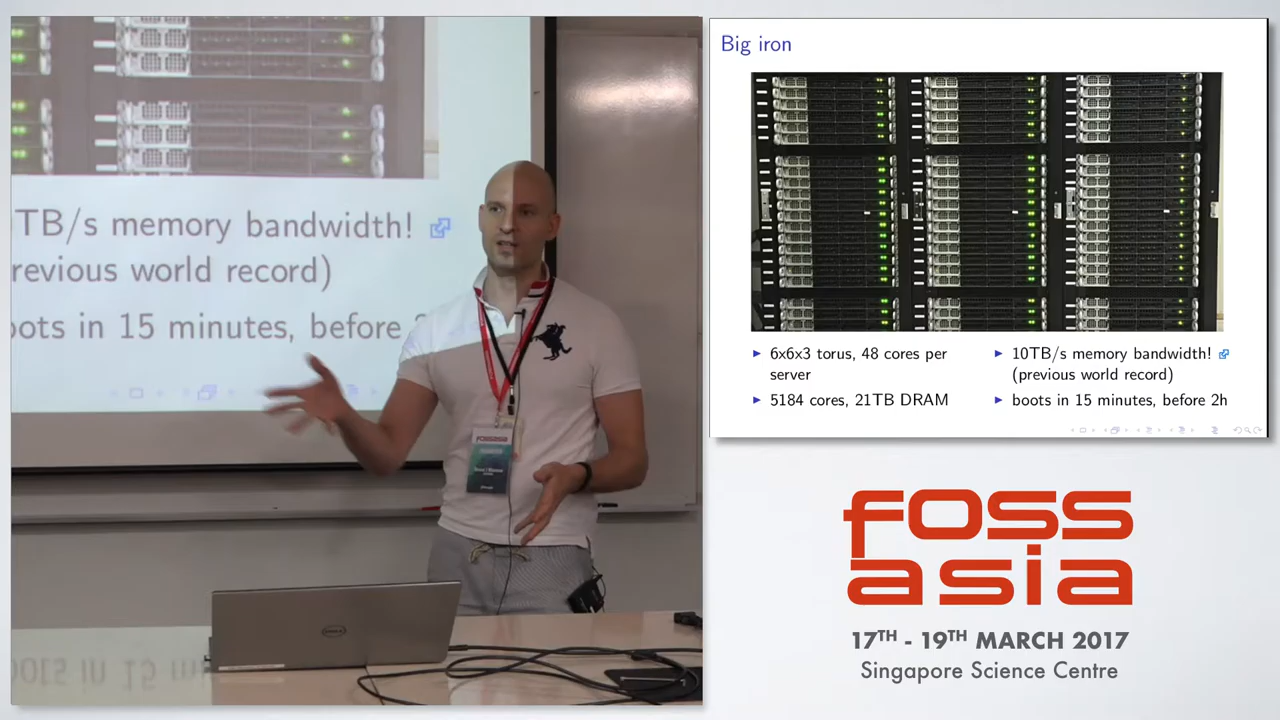 TB/s memory bandwidth!
revious world record)
oots in 15 minutes, before
FOSSASIA
DELL
Big iron
6x6x3 torus, 48 cores per
server
5184 cores, 21TB DRAM
10TB/s memory bandwidth!
(previous world record)
boots in 15 minutes, before 2h
foss
asia
17TH - 19TH MARCH 2017
Singapore Science Centre